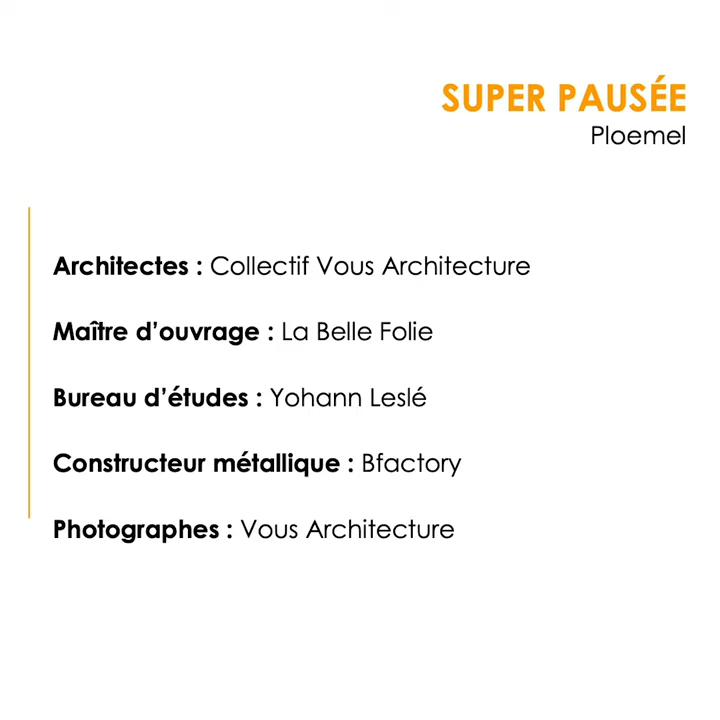 SUPER PAUSÉE
Ploemel
Architectes : Collectif Vous Architecture
Maître d’ouvrage : La Belle Folie
Bureau d’études : Yohann Leslé
Constructeur métallique : Bfactory
Photographes : Vous Architecture